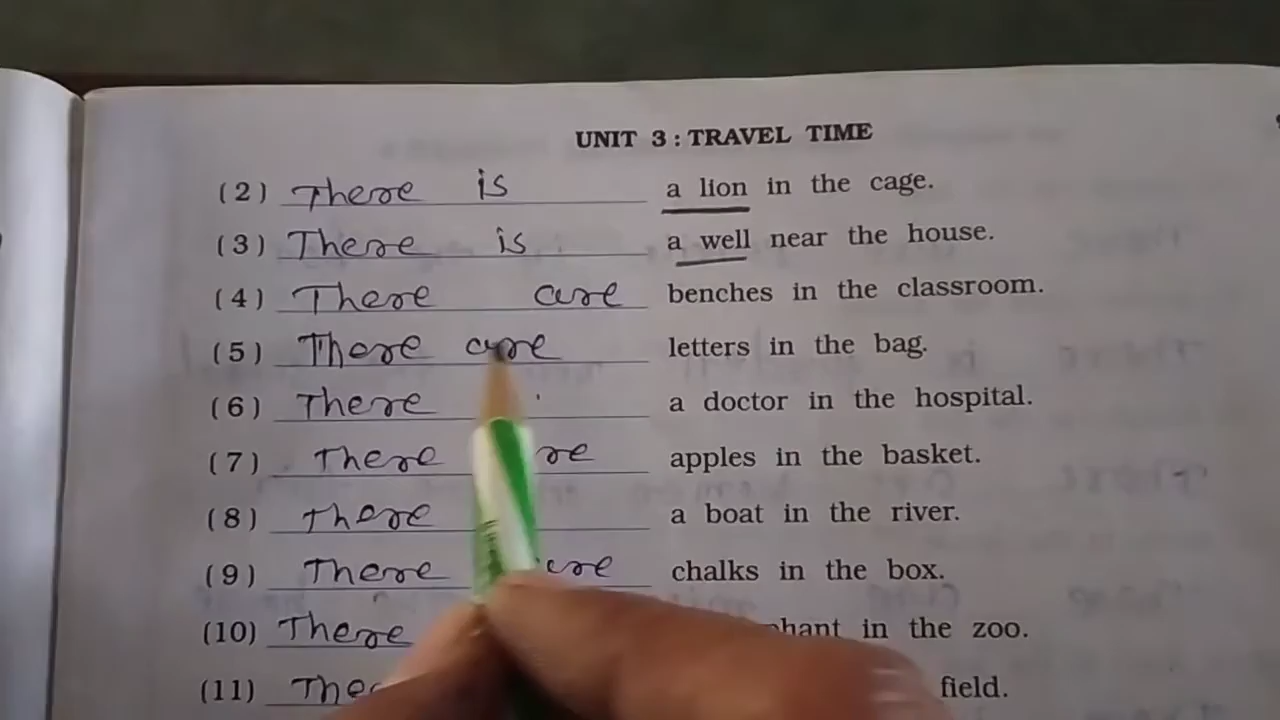 UNIT 3 : TRAVEL TIME
(2) There is a lion in the cage.
(3) There is a well near the house.
(4) There are benches in the classroom.
(5) There are letters in the bag.
(6) There a doctor in the hospital.
(7) There apples in the basket.
(8) There a boat in the river.
(9) There chalks in the box.
(10) There in the zoo.
(11) field.